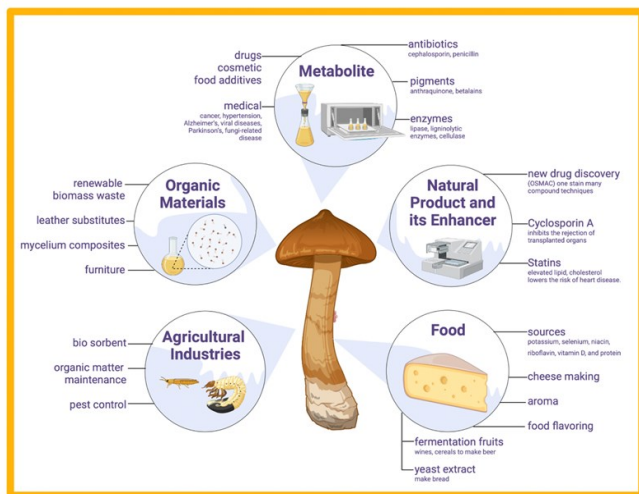 Metabolite
drugs
cosmetic
food additives
medical
cancer, hypertension,
Alzheimer's, viral diseases,
Parkinson's, fungi-related
disease
antibiotics
cephalosporin, penicillin
pigments
anthraquinone, betalains
enzymes
lipase, ligninolytic
enzymes, cellulase
Organic
Materials
renewable
biomass waste
leather substitutes
mycelium composites
furniture
Natural
Product and
its Enhancer
new drug discovery
(OSMAC) one stain many
compound techniques
Cyclosporin A
inhibits the rejection of
transplanted organs
Statins
elevated lipid, cholesterol
lowers the risk of heart disease.
Agricultural
Industries
bio sorbent
organic matter
maintenance
pest control
Food
sources
potassium, selenium, niacin,
riboflavin, vitamin D, and protein
cheese making
aroma
food flavoring
fermentation fruits
wines, cereals to make beer
yeast extract
make bread